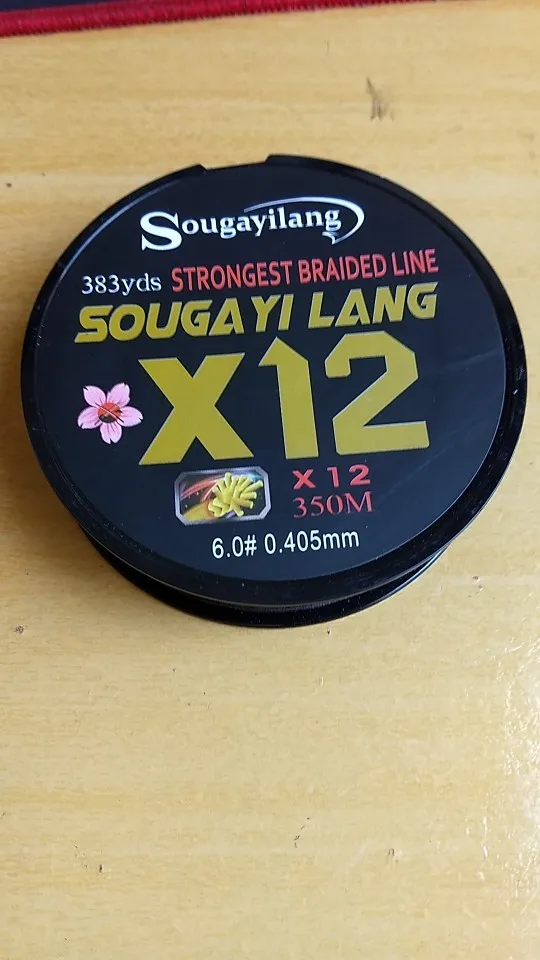 Sougayilang
383yds STRONGEST BRAIDED LINE
SOUGAYI LANG
X12
X12
350M
6.0# 0.405mm